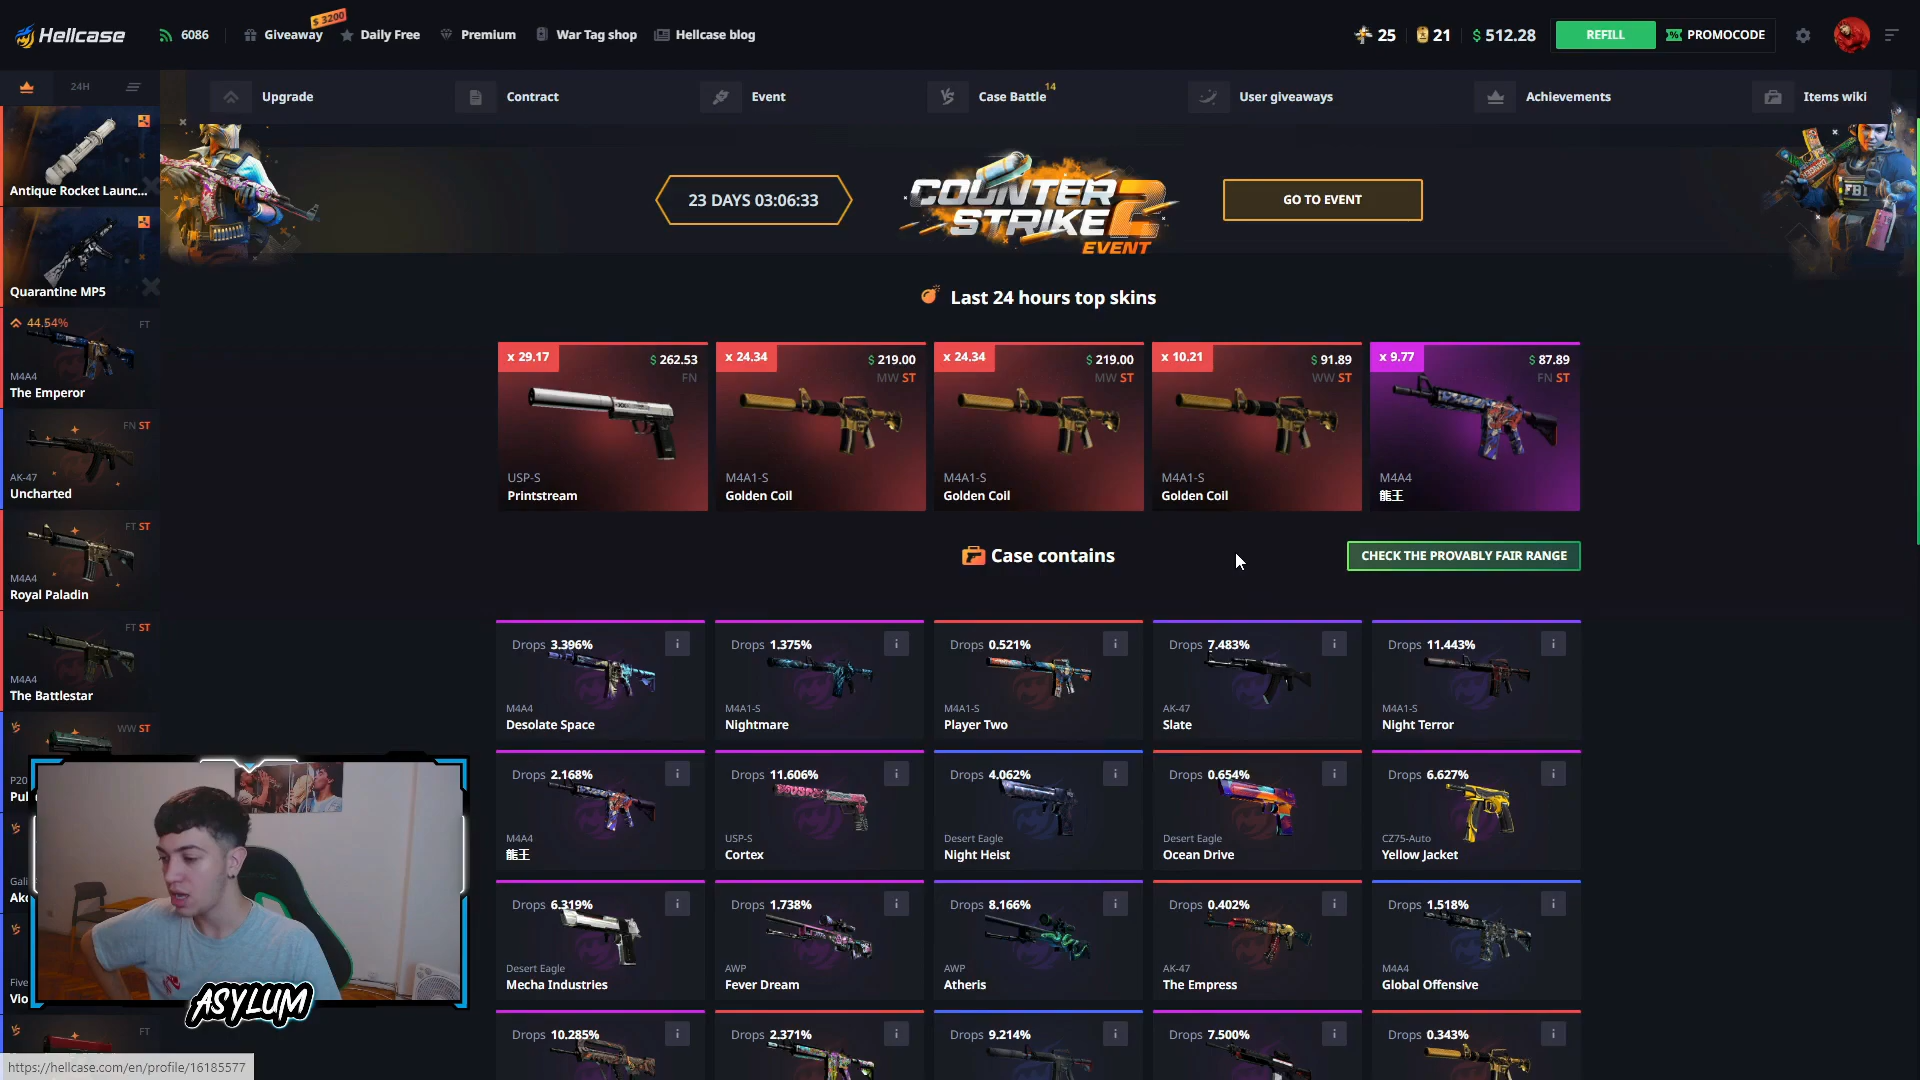 Hellcase
6086
Giveaway
$ 3200
Daily Free
Premium
War Tag shop
Hellcase blog
25
21
$ 512.28
REFILL
PROMOCODE
24H
Upgrade
Contract
Event
Case Battle
14
User giveaways
Achievements
Items wiki
Antique Rocket Launc...
Quarantine MP5
44.54%
FT
M4A4
The Emperor
FN ST
AK-47
Uncharted
FT ST
M4A4
Royal Paladin
FT ST
M4A4
The Battlestar
WW ST
P20
Pul
Gali
Five
Vio
FT
23 DAYS 03:06:33
COUNTER
STRIKE 2
EVENT
GO TO EVENT
FBI
Last 24 hours top skins
x 29.17
$ 262.53
FN
USP-S
Printstream
x 24.34
$ 219.00
MW ST
M4A1-S
Golden Coil
x 24.34
$ 219.00
MW ST
M4A1-S
Golden Coil
x 10.21
$ 91.89
WW ST
M4A1-S
Golden Coil
x 9.77
$ 87.89
FN ST
M4A4
龍王
Case contains
CHECK THE PROVABLY FAIR RANGE
Drops 3.396%
M4A4
Desolate Space
Drops 1.375%
M4A1-S
Nightmare
Drops 0.521%
M4A1-S
Player Two
Drops 7.483%
AK-47
Slate
Drops 11.443%
M4A1-S
Night Terror
Drops 2.168%
M4A4
龍王
Drops 11.606%
USP-S
Cortex
Drops 4.062%
Desert Eagle
Night Heist
Drops 0.654%
Desert Eagle
Ocean Drive
Drops 6.627%
CZ75-Auto
Yellow Jacket
Drops 6.319%
Desert Eagle
Mecha Industries
Drops 1.738%
AWP
Fever Dream
Drops 8.166%
AWP
Atheris
Drops 0.402%
AK-47
The Empress
Drops 1.518%
M4A4
Global Offensive
Drops 10.285%
Drops 2.371%
Drops 9.214%
Drops 7.500%
Drops 0.343%
ASYLUM
https://hellcase.com/en/profile/16185577